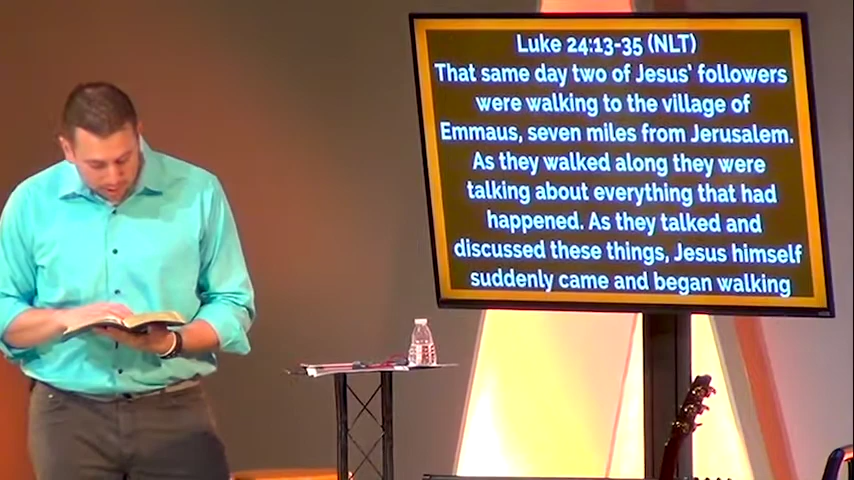 Luke 24:13-35 (NLT)
That same day two of Jesus' followers
were walking to the village of
Emmaus, seven miles from Jerusalem.
As they walked along they were
talking about everything that had
happened. As they talked and
discussed these things, Jesus himself
suddenly came and began walking